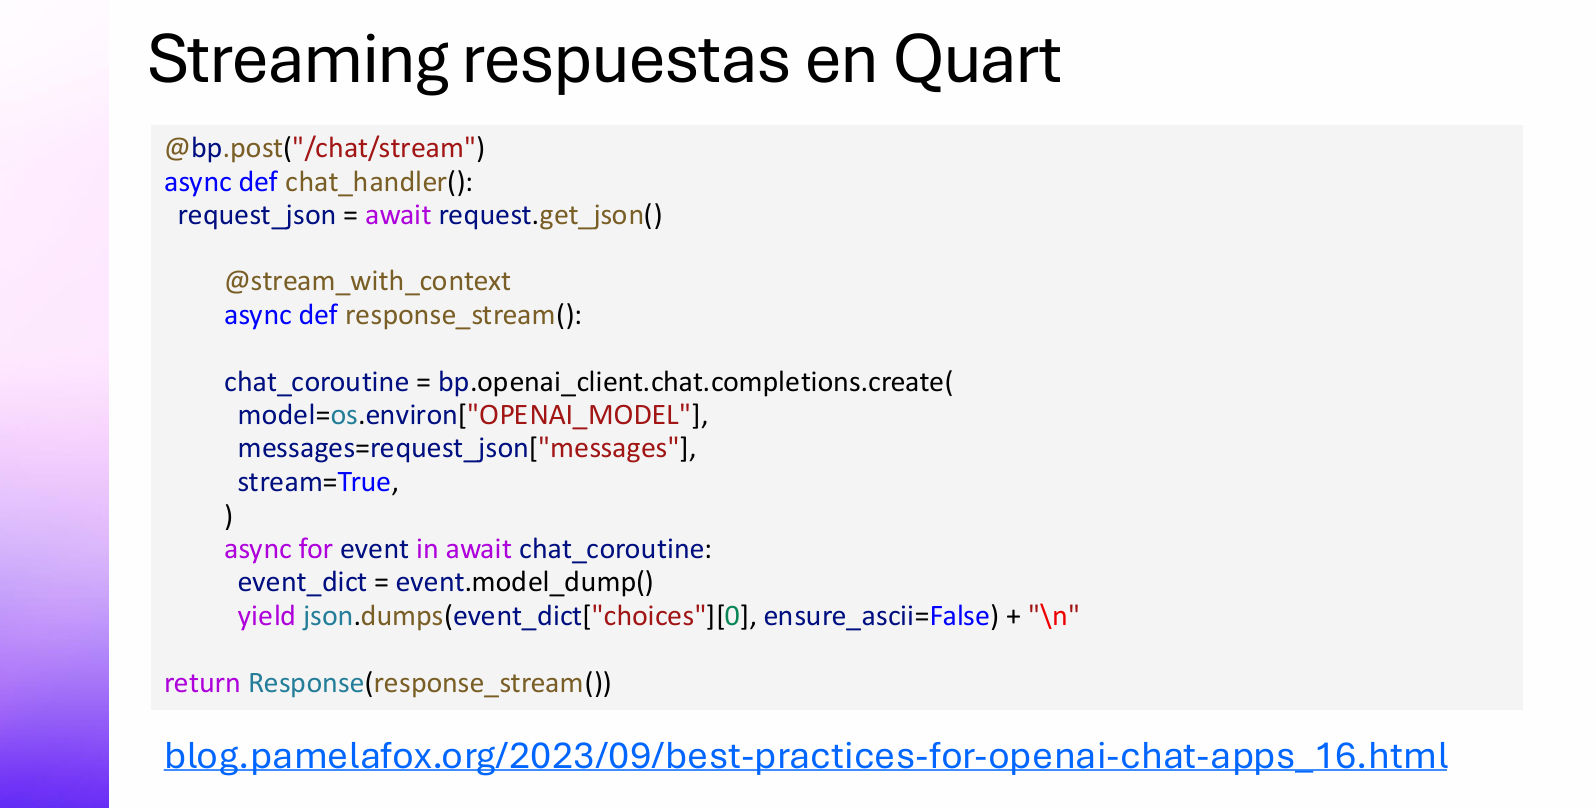 Streaming respuestas en Quart
@bp.post("/chat/stream")
async def chat_handler():
  request_json = await request.get_json()
@stream_with_context
async def response_stream():
chat_coroutine = bp.openai_client.chat.completions.create(
  model=os.environ["OPENAI_MODEL"],
  messages=request_json["messages"],
  stream=True,
)
async for event in await chat_coroutine:
  event_dict = event.model_dump()
  yield json.dumps(event_dict["choices"][0], ensure_ascii=False) + "\n"
return Response(response_stream())
blog.pamelafox.org/2023/09/best-practices-for-openai-chat-apps_16.html